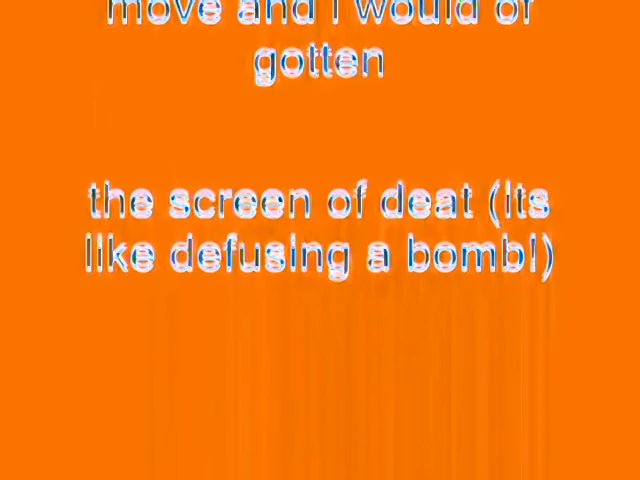 move and I would of
gotten
the screen of deat (Its
like defusing a bomb!)